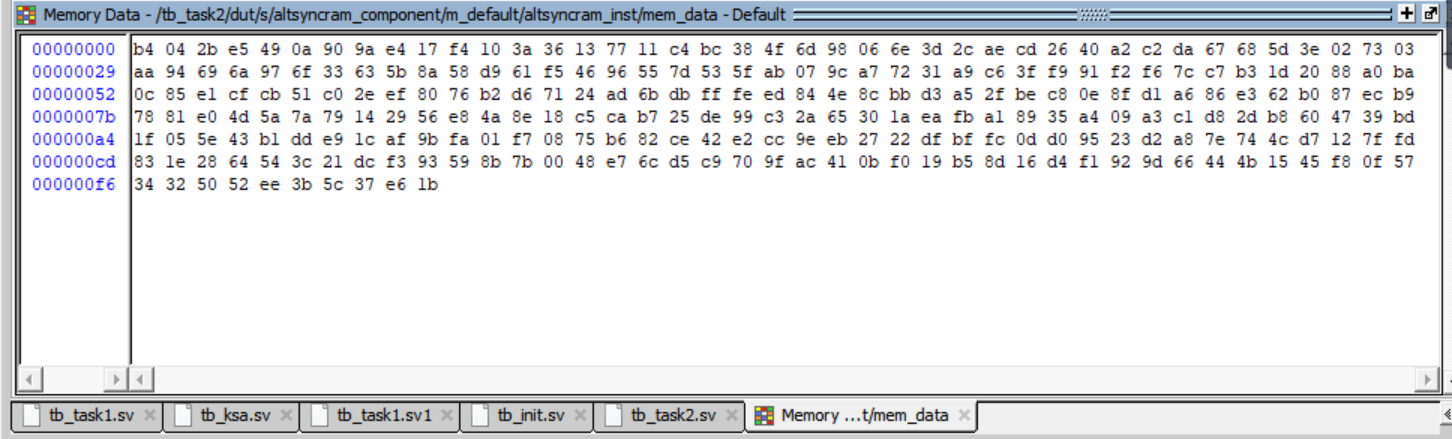 Memory Data - /tb_task2/dut/s/altsyncram_component/m_default/altsyncram_inst/mem_data - Default
00000000 b4 04 2b e5 49 0a 90 9a e4 17 f4 10 3a 36 13 77 11 c4 bc 38 4f 6d 98 06 6e 3d 2c ae cd 26 40 a2 c2 da 67 68 5d 3e 02 73 03
00000029 aa 94 69 6a 97 6f 33 63 5b 8a 58 d9 61 f5 46 96 55 7d 53 5f ab 07 9c a7 72 31 a9 c6 3f f9 91 f2 f6 7c c7 b3 1d 20 88 a0 ba
00000052 0c 85 e1 cf cb 51 c0 2e ef 80 76 b2 d6 71 24 ad 6b db ff fe ed 84 4e 8c bb d3 a5 2f be c8 0e 8f d1 a6 86 e3 62 b0 87 ec b9
0000007b 78 81 e0 4d 5a 7a 79 14 29 56 e8 4a 8e 18 c5 ca b7 25 de 99 c3 2a 65 30 1a ea fb a1 89 35 a4 09 a3 c1 d8 2d b8 60 47 39 bd
000000a4 1f 05 5e 43 b1 dd e9 1c af 9b fa 01 f7 08 75 b6 82 ce 42 e2 cc 9e eb 27 22 df bf fc 0d d0 95 23 d2 a8 7e 74 4c d7 12 7f fd
000000cd 83 1e 28 64 54 3c 21 dc f3 93 59 8b 7b 00 48 e7 6c d5 c9 70 9f ac 41 0b f0 19 b5 8d 16 d4 f1 92 9d 66 44 4b 15 45 f8 0f 57
000000f6 34 32 50 52 ee 3b 5c 37 e6 1b
tb_task1.sv tb_ksa.sv tb_task1.sv1 tb_init.sv tb_task2.sv Memory ...t/mem_data